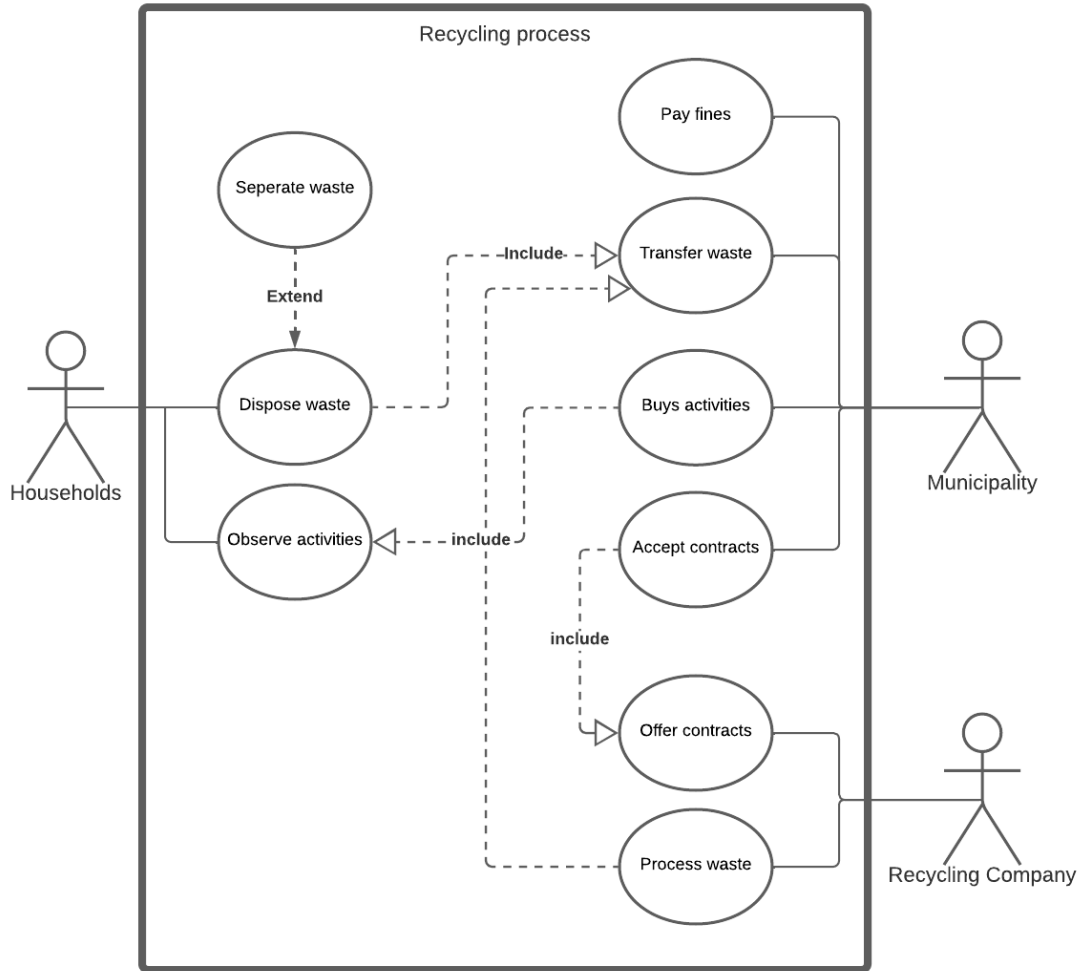 Recycling process
Pay fines
Seperate waste
Include
Transfer waste
Extend
Dispose waste
Buys activities
Households
Municipality
Observe activities
include
Accept contracts
include
Offer contracts
Process waste
Recycling Company